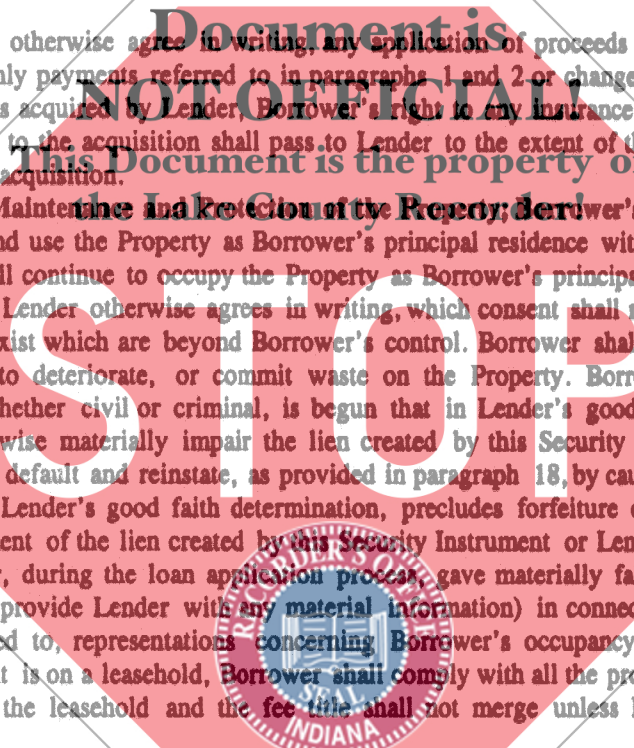 Document is
otherwise agree in writing, any application of proceeds
nly payments referred to in paragraphs 1 and 2 or change
NOT OFFICIAL!
s acquired by Lender, Borrower's right to any insurance
to the acquisition shall pass to Lender to the extent of th
This Document is the property of
acquisition.
the Lake County Recorder!
Maintenance and Protection of the Property; Borrower's
nd use the Property as Borrower's principal residence wit
ll continue to occupy the Property as Borrower's principa
Lender otherwise agrees in writing, which consent shall
xist which are beyond Borrower's control. Borrower shal
STOP
to deteriorate, or commit waste on the Property. Borr
hether civil or criminal, is begun that in Lender's good
wise materially impair the lien created by this Security
default and reinstate, as provided in paragraph 18, by cau
Lender's good faith determination, precludes forfeiture
ent of the lien created by this Security Instrument or Len
, during the loan application process, gave materially fa
provide Lender with any material information) in connec
ed to, representations concerning Borrower's occupancy
t is on a leasehold, Borrower shall comply with all the pro
the leasehold and the fee title shall not merge unless
RECORDER'S OFFICE
SEAL
INDIANA